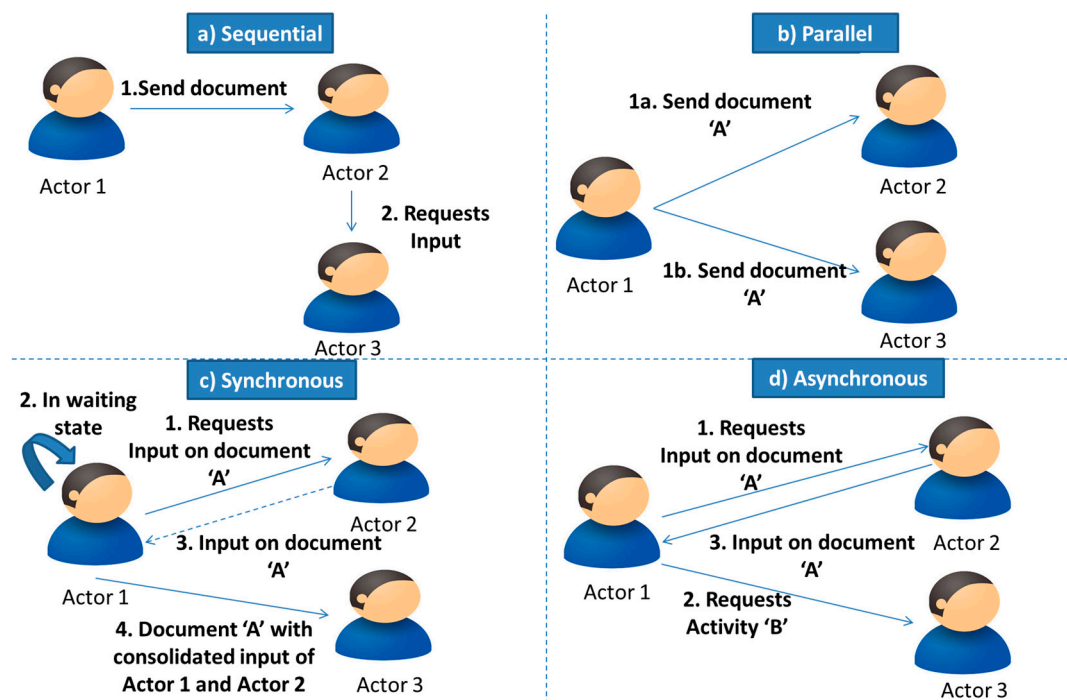 a) Sequential
1.Send document
Actor 1
Actor 2
2. Requests
Input
Actor 3
b) Parallel
1a. Send document
‘A’
Actor 2
Actor 1
1b. Send document
‘A’
Actor 3
c) Synchronous
2. In waiting
state
1. Requests
Input on document
‘A’
Actor 2
3. Input on document
‘A’
Actor 1
4. Document ‘A’ with
consolidated input of
Actor 1 and Actor 2
Actor 3
d) Asynchronous
1. Requests
Input on document
‘A’
Actor 2
3. Input on document
‘A’
Actor 1
2. Requests
Activity ‘B’
Actor 3